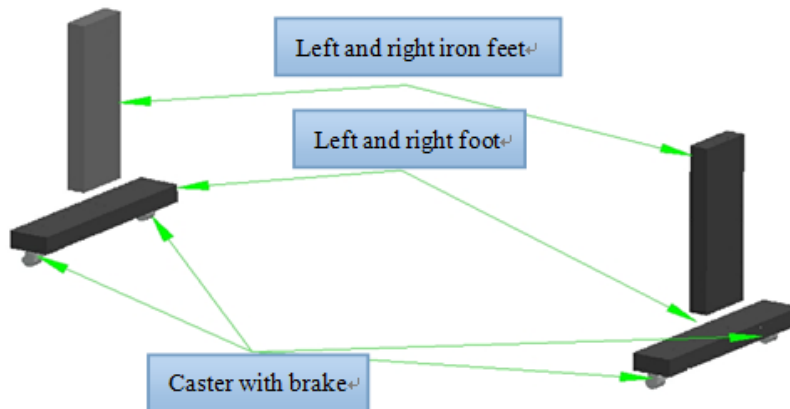 Left and right iron feet
Left and right foot
Caster with brake